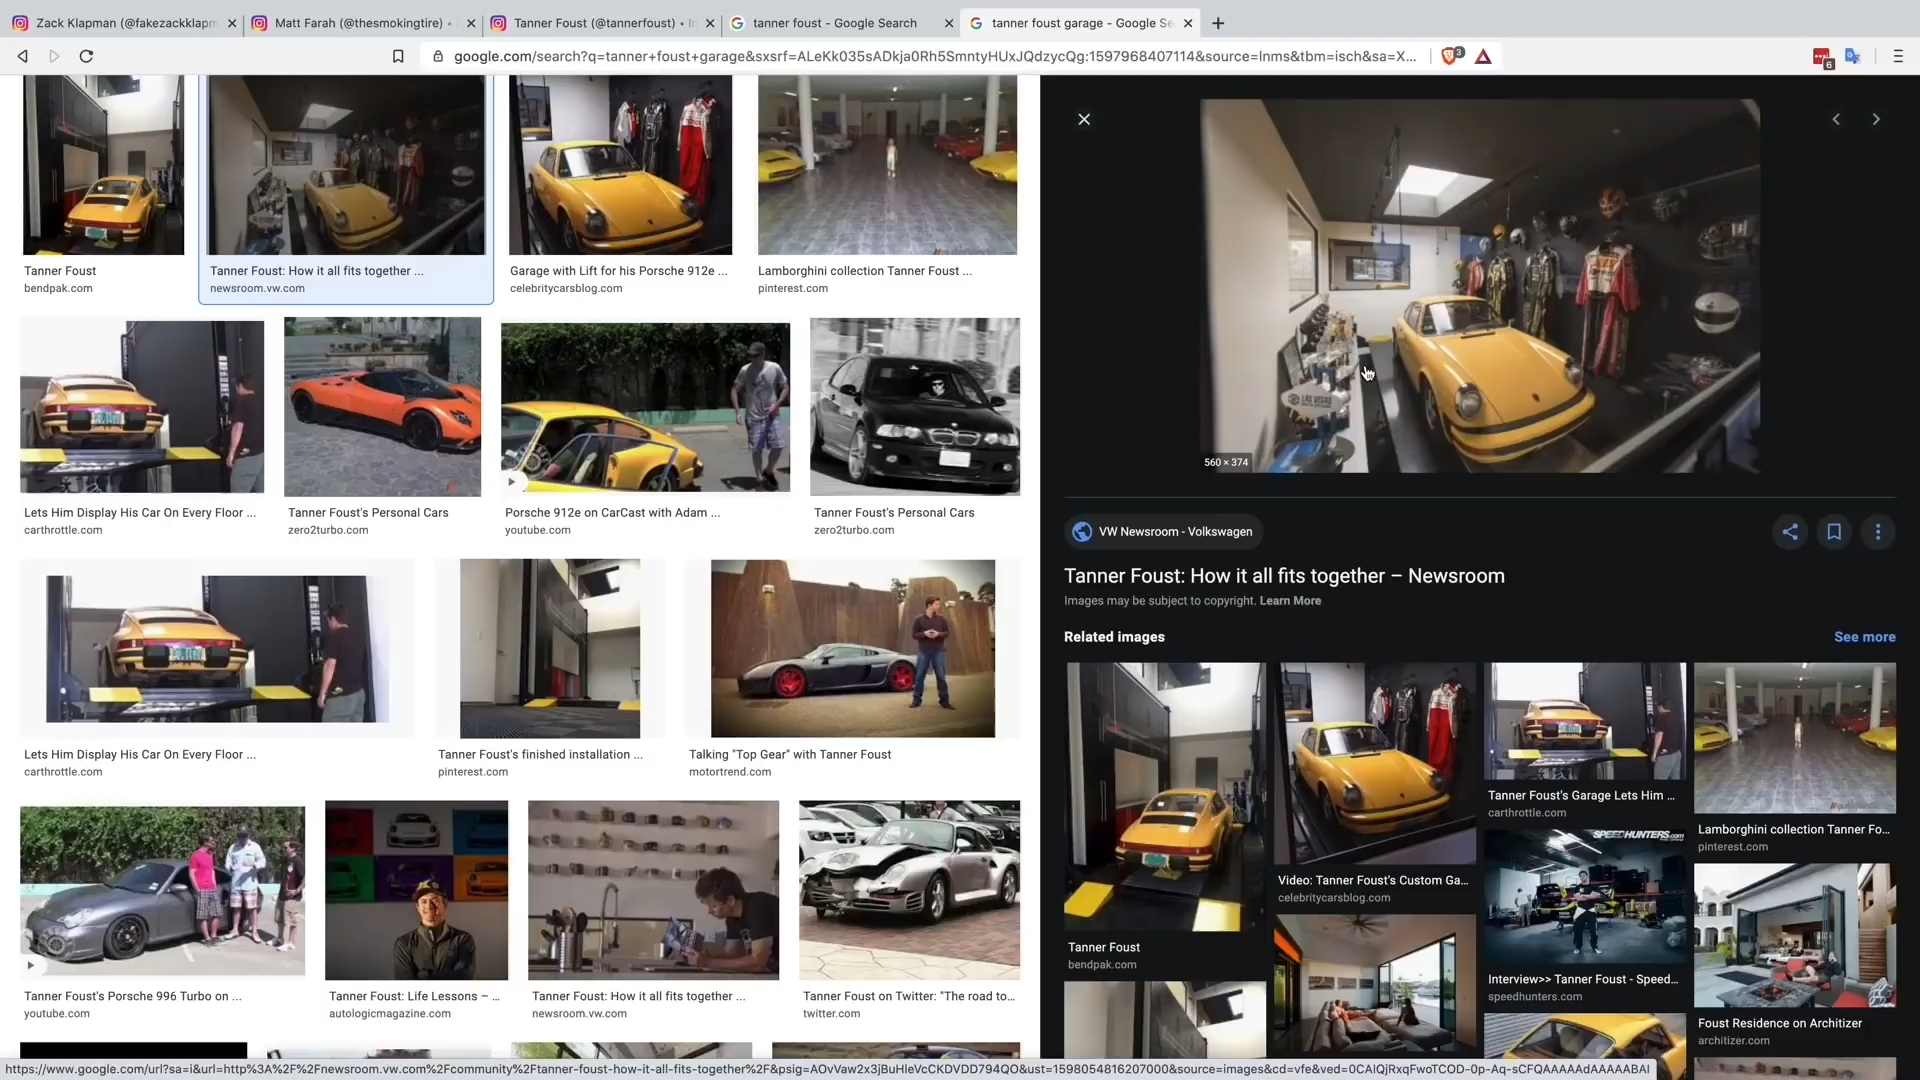 Zack Klapman (@fakezackklapm
Matt Farah (@thesmokingtire) •
Tanner Foust (@tannerfoust) • In
tanner foust - Google Search
tanner foust garage - Google Se
google.com/search?q=tanner+foust+garage&sxsrf=ALeKk035sADkja0Rh5SmntyHUxJQdzycQg:1597968407114&source=lnms&tbm=isch&sa=X...
3
6
Tanner Foust
bendpak.com
Tanner Foust: How it all fits together ...
newsroom.vw.com
Garage with Lift for his Porsche 912e ...
celebritycarsblog.com
Lamborghini collection Tanner Foust ...
pinterest.com
Lets Him Display His Car On Every Floor ...
carthrottle.com
Tanner Foust's Personal Cars
zero2turbo.com
Porsche 912e on CarCast with Adam ...
youtube.com
Tanner Foust's Personal Cars
zero2turbo.com
Lets Him Display His Car On Every Floor ...
carthrottle.com
Tanner Foust's finished installation ...
pinterest.com
Talking "Top Gear" with Tanner Foust
motortrend.com
Tanner Foust's Porsche 996 Turbo on ...
youtube.com
Tanner Foust: Life Lessons – ...
autologicmagazine.com
Tanner Foust: How it all fits together ...
newsroom.vw.com
Tanner Foust on Twitter: "The road to...
twitter.com
LAS VEGAS
560 × 374
VW Newsroom - Volkswagen
Tanner Foust: How it all fits together – Newsroom
Images may be subject to copyright. Learn More
Related images
See more
Tanner Foust
bendpak.com
Video: Tanner Foust's Custom Ga...
celebritycarsblog.com
Tanner Foust's Garage Lets Him ...
carthrottle.com
Lamborghini collection Tanner Fo...
pinterest.com
SPEEDHUNTERS.com
Interview>> Tanner Foust - Speed...
speedhunters.com
Foust Residence on Architizer
architizer.com
https://www.google.com/url?sa=i&url=http%3A%2F%2Fnewsroom.vw.com%2Fcommunity%2Ftanner-foust-how-it-all-fits-together%2F&psig=AOvVaw2x3jBuHleVcCKDVDD794QO&ust=1598054816207000&source=images&cd=vfe&ved=0CAIQjRxqFwoTCOD-0p-Aq-sCFQAAAAAdAAAAABAI